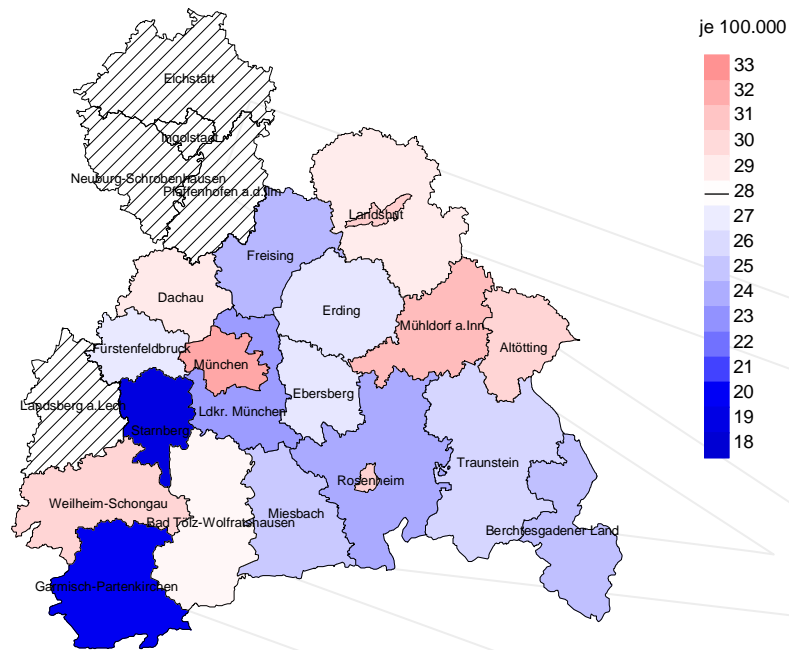 je 100.000
33
32
31
30
29
28
27
26
25
24
23
22
21
20
19
18
Eichstätt
Ingolstadt
Neuburg-Schrobenhausen
Pfaffenhofen a.d.Ilm
Landshut
Freising
Dachau
Erding
Mühldorf a.Inn
Fürstenfeldbruck
Altötting
München
Ebersberg
Landsberg a.Lech
Ldkr. München
Starnberg
Traunstein
Rosenheim
Weilheim-Schongau
Miesbach
Bad Tölz-Wolfratshausen
Berchtesgadener Land
Garmisch-Partenkirchen